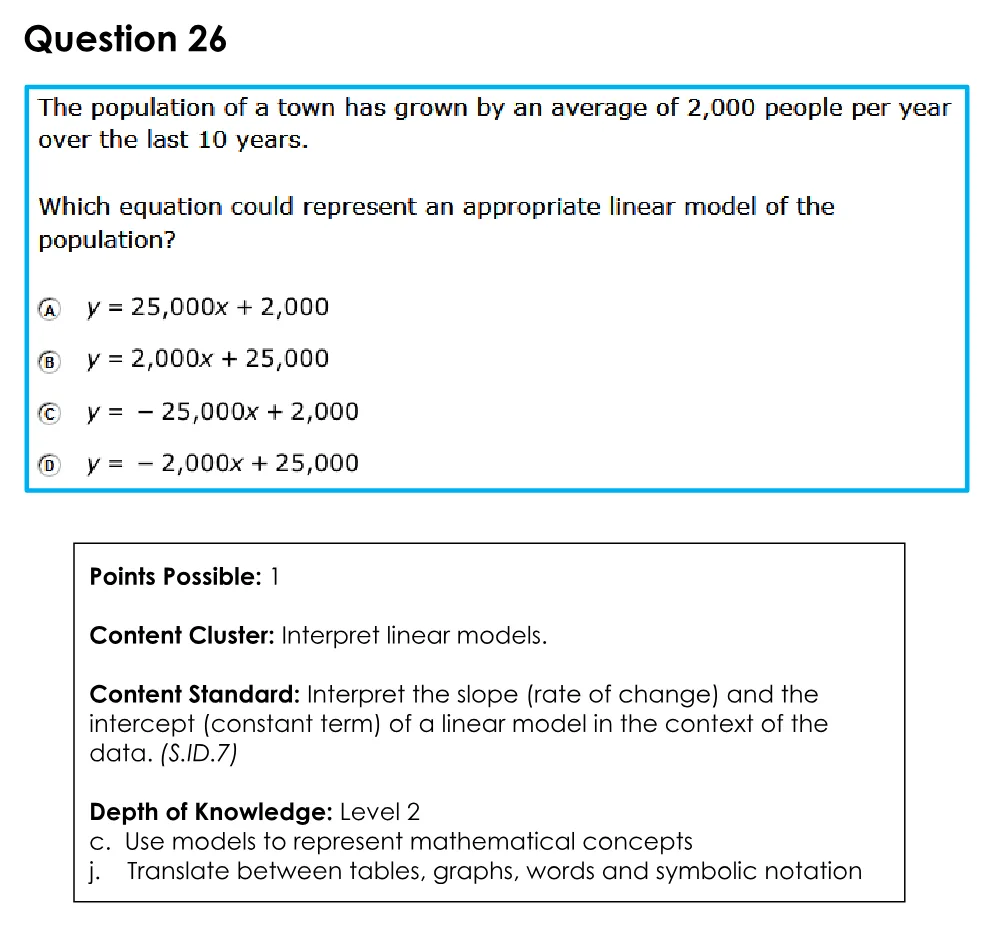 Question 26
The population of a town has grown by an average of 2,000 people per year
over the last 10 years.
Which equation could represent an appropriate linear model of the
population?
Ⓐ y = 25,000x + 2,000
Ⓑ y = 2,000x + 25,000
Ⓒ y = − 25,000x + 2,000
Ⓓ y = − 2,000x + 25,000
Points Possible: 1
Content Cluster: Interpret linear models.
Content Standard: Interpret the slope (rate of change) and the
intercept (constant term) of a linear model in the context of the
data. (S.ID.7)
Depth of Knowledge: Level 2
c. Use models to represent mathematical concepts
j. Translate between tables, graphs, words and symbolic notation